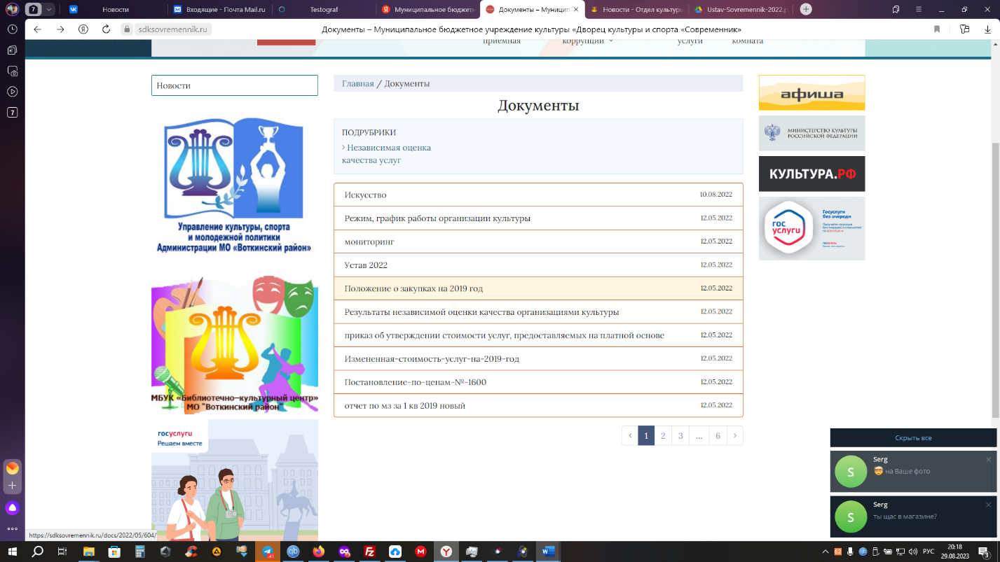 7
Новости
Входящие - Почта Mail.ru
Testograf
Муниципальное бюджетн
Документы – Муницип
Новости - Отдел культуры
Ustav-Sovremennik-2022.p
sdksovremennik.ru
Документы – Муниципальное бюджетное учреждение культуры «Дворец культуры и спорта «Современник»
7
приемная
коррупции
услуги
комната
Новости
Управление культуры, спорта
и молодежной политики
Администрации МО «Воткинский район»
МБУК «Библиотечно–культурный центр»
МО "Воткинский район"
госуслуги
Решаем вместе
Главная / Документы
Документы
ПОДРУБРИКИ
Независимая оценка
качества услуг
Искусство 10.08.2022
Режим, график работы организации культуры 12.05.2022
мониторинг 12.05.2022
Устав 2022 12.05.2022
Положение о закупках на 2019 год 12.05.2022
Результаты независимой оценки качества организациями культуры 12.05.2022
приказ об утверждении стоимости услуг, предоставляемых на платной основе 12.05.2022
Измененная-стоимость-услуг-на-2019-год 12.05.2022
Постановление-по-ценам-№-1600 12.05.2022
отчет по мз за 1 кв 2019 новый 12.05.2022
‹ 1 2 3 ... 6 ›
афиша
МИНИСТЕРСТВО КУЛЬТУРЫ
РОССИЙСКОЙ ФЕДЕРАЦИИ
КУЛЬТУРА.РФ
гос
услуги
Госуслуги
без очереди
госуслуги
Скрыть все
S
Serg
на Ваше фото
S
Serg
ты щас в магазине?
https://sdksovremennik.ru/docs/2022/05/604/
62
РУС
20:18
29.08.2023
3